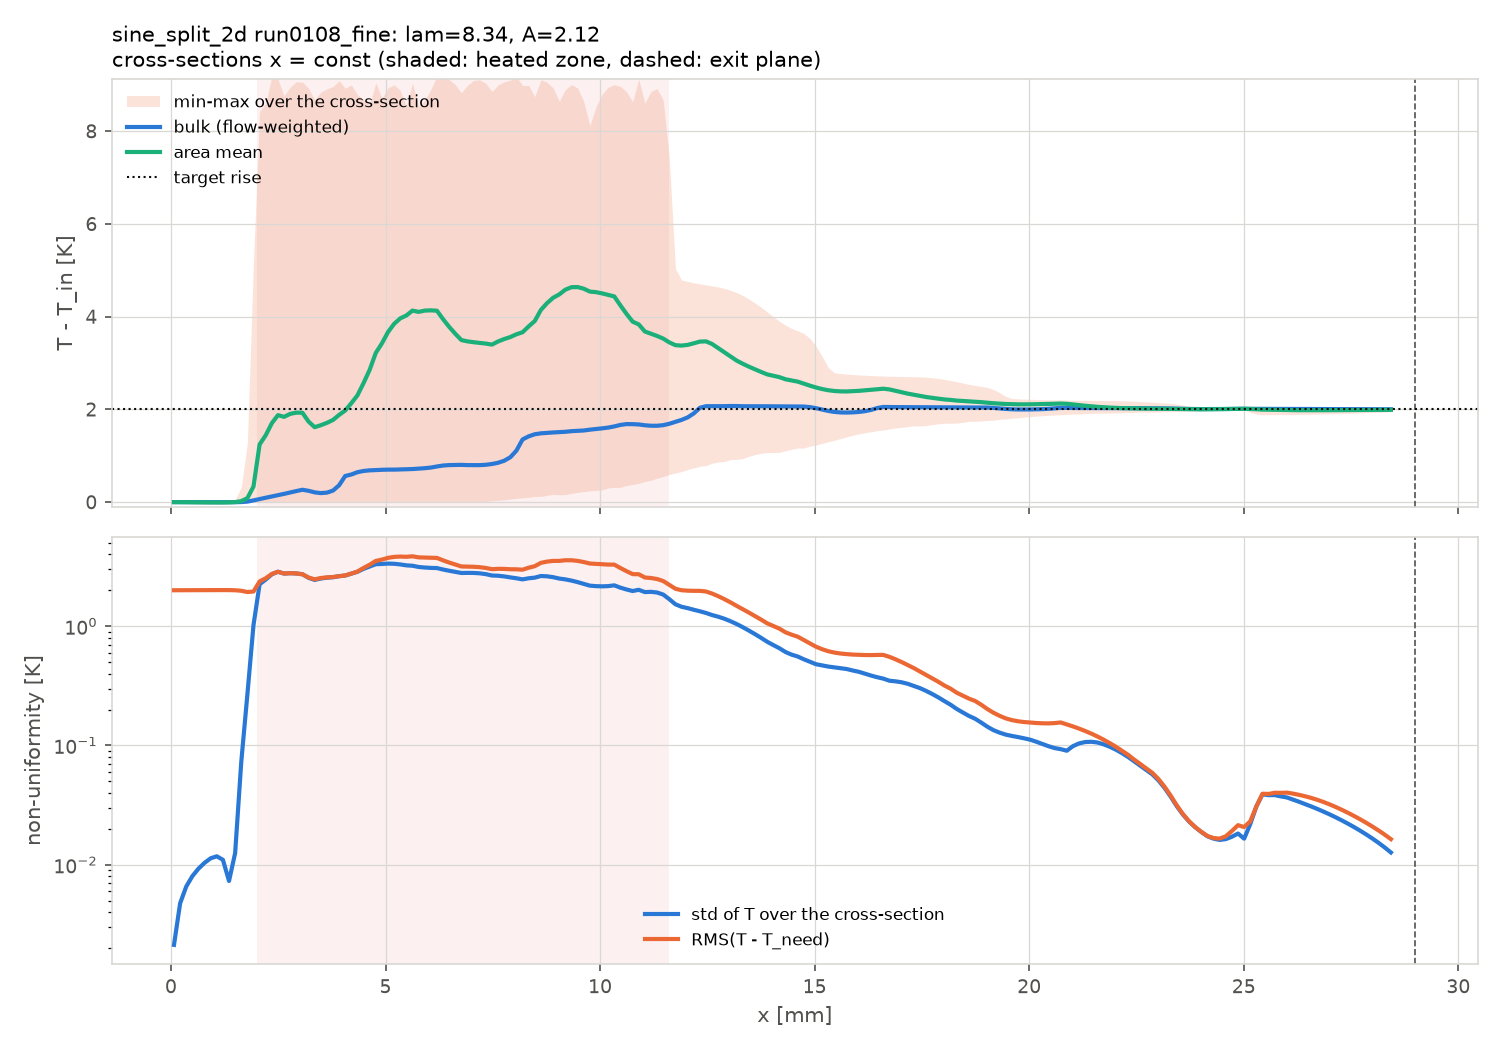 sine_split_2d run0108_fine: lam=8.34, A=2.12
cross-sections x = const (shaded: heated zone, dashed: exit plane)
min-max over the cross-section
bulk (flow-weighted)
area mean
target rise
T - T_in [K]
8
6
4
2
0
non-uniformity [K]
10⁰
10⁻¹
10⁻²
std of T over the cross-section
RMS(T - T_need)
0 5 10 15 20 25 30
x [mm]